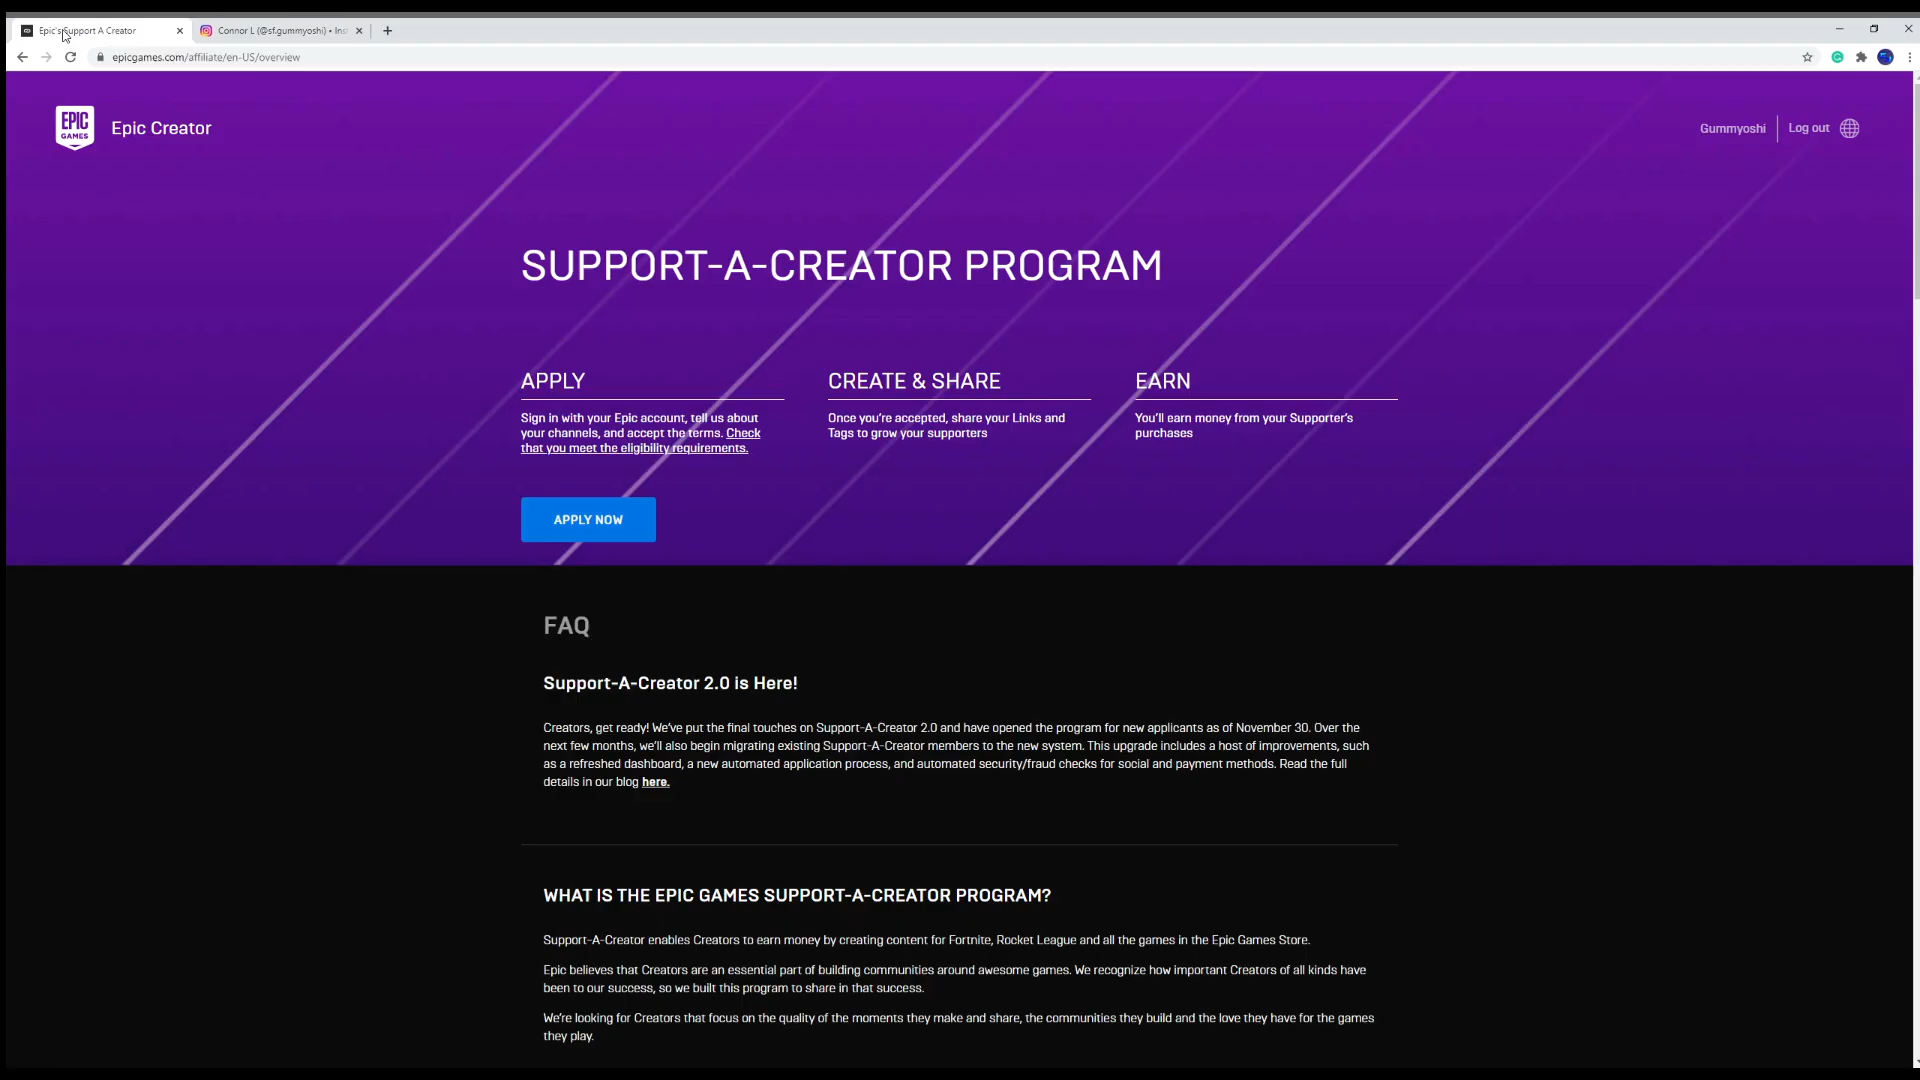 Epic's Support A Creator
Connor L (@sf.gummyoshi) • Ins
epicgames.com/affiliate/en-US/overview
EPIC
GAMES
Epic Creator
Gummyoshi
Log out
SUPPORT-A-CREATOR PROGRAM
APPLY
Sign in with your Epic account, tell us about
your channels, and accept the terms. Check
that you meet the eligibility requirements.
CREATE & SHARE
Once you're accepted, share your Links and
Tags to grow your supporters
EARN
You'll earn money from your Supporter's
purchases
APPLY NOW
FAQ
Support-A-Creator 2.0 is Here!
Creators, get ready! We've put the final touches on Support-A-Creator 2.0 and have opened the program for new applicants as of November 30. Over the
next few months, we'll also begin migrating existing Support-A-Creator members to the new system. This upgrade includes a host of improvements, such
as a refreshed dashboard, a new automated application process, and automated security/fraud checks for social and payment methods. Read the full
details in our blog here.
WHAT IS THE EPIC GAMES SUPPORT-A-CREATOR PROGRAM?
Support-A-Creator enables Creators to earn money by creating content for Fortnite, Rocket League and all the games in the Epic Games Store.
Epic believes that Creators are an essential part of building communities around awesome games. We recognize how important Creators of all kinds have
been to our success, so we built this program to share in that success.
We're looking for Creators that focus on the quality of the moments they make and share, the communities they build and the love they have for the games
they play.